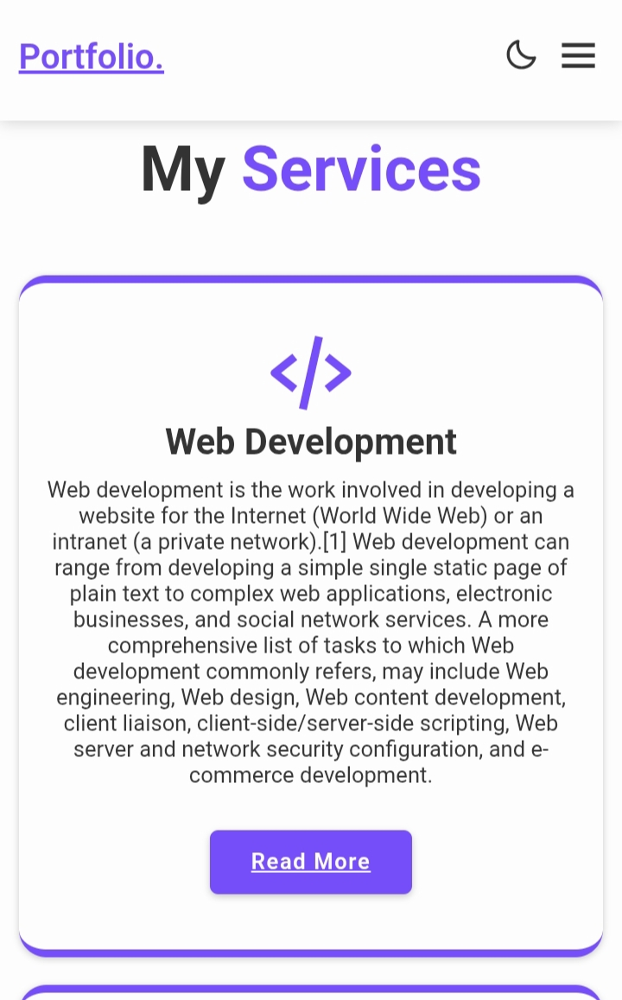 Portfolio.
My Services
</>
Web Development
Web development is the work involved in developing a
website for the Internet (World Wide Web) or an
intranet (a private network).[1] Web development can
range from developing a simple single static page of
plain text to complex web applications, electronic
businesses, and social network services. A more
comprehensive list of tasks to which Web
development commonly refers, may include Web
engineering, Web design, Web content development,
client liaison, client-side/server-side scripting, Web
server and network security configuration, and e-
commerce development.
Read More